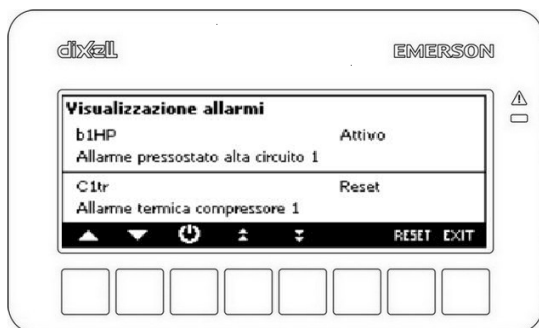 dixell EMERSON
Visualizzazione allarmi
b1HP Attivo
Allarme pressostato alta circuito 1
C1tr Reset
Allarme termica compressore 1
RESET EXIT